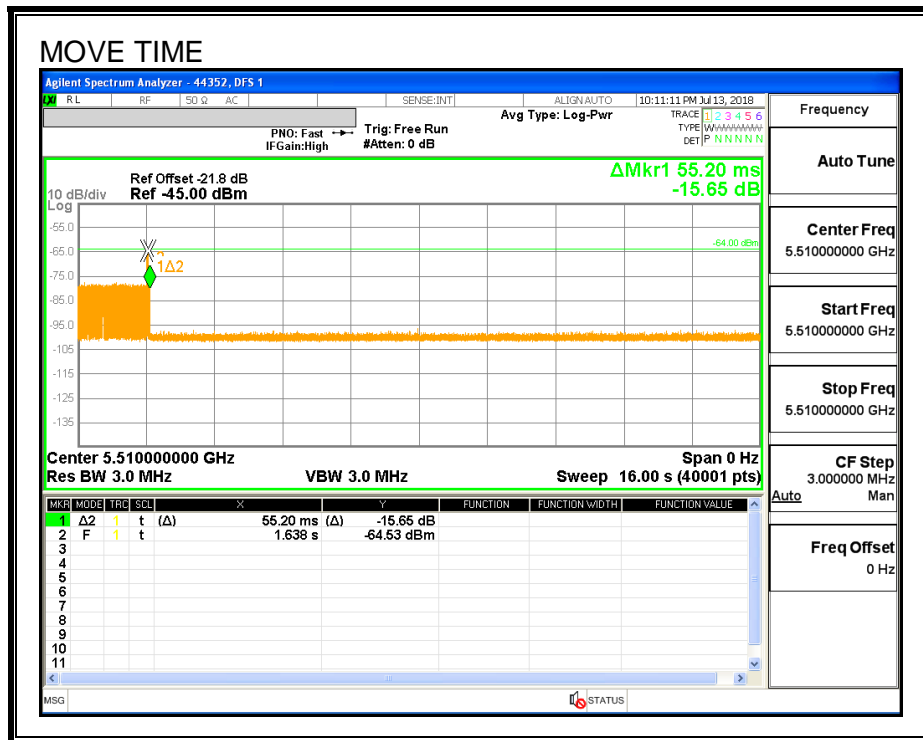 MOVE TIME
Agilent Spectrum Analyzer - 44352, DFS 1
LXI RL RF 50 Ω AC SENSE:INT ALIGN AUTO 10:11:11 PM Jul 13, 2018
Avg Type: Log-Pwr
TRACE 1 2 3 4 5 6
TYPE WWWWWW
DET P N N N N N
PNO: Fast
IFGain:High
Trig: Free Run
#Atten: 0 dB
ΔMkr1 55.20 ms
-15.65 dB
Ref Offset -21.8 dB
Ref -45.00 dBm
10 dB/div
Log
-55.0
-65.0
-75.0
-85.0
-95.0
-105
-115
-125
-135
-64.00 dBm
1Δ2
Center 5.510000000 GHz Span 0 Hz
Res BW 3.0 MHz VBW 3.0 MHz Sweep 16.00 s (40001 pts)
MKR MODE TRC SCL X Y FUNCTION FUNCTION WIDTH FUNCTION VALUE
1 Δ2 1 t (Δ) 55.20 ms (Δ) -15.65 dB
2 F 1 t 1.638 s -64.53 dBm
3
4
5
6
7
8
9
10
11
MSG STATUS
Frequency
Auto Tune
Center Freq
5.510000000 GHz
Start Freq
5.510000000 GHz
Stop Freq
5.510000000 GHz
CF Step
3.000000 MHz
Auto Man
Freq Offset
0 Hz